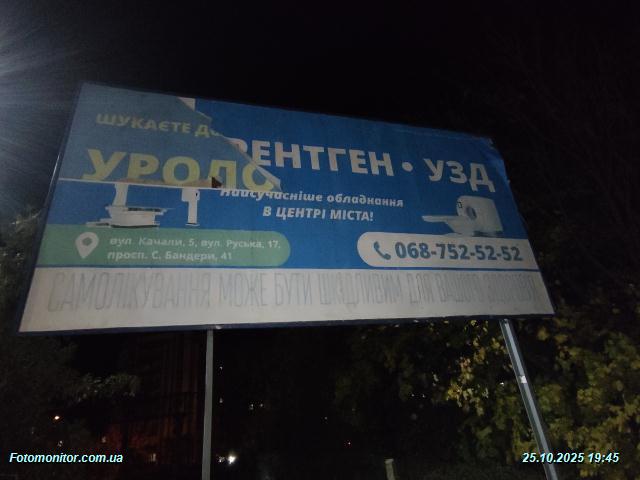 ШУКАЄТЕ
УРОЛО
РЕНТГЕН • УЗД
Найсучасніше обладнання
В ЦЕНТРІ МІСТА!
вул. Качали, 5, вул. Руська, 17,
просп. С. Бандери, 41
068-752-52-52
САМОЛІКУВАННЯ МОЖЕ БУТИ ШКІДЛИВИМ ДЛЯ ВАШОГО ЗДОРОВ'Я
Fotomonitor.com.ua
25.10.2025 19:45